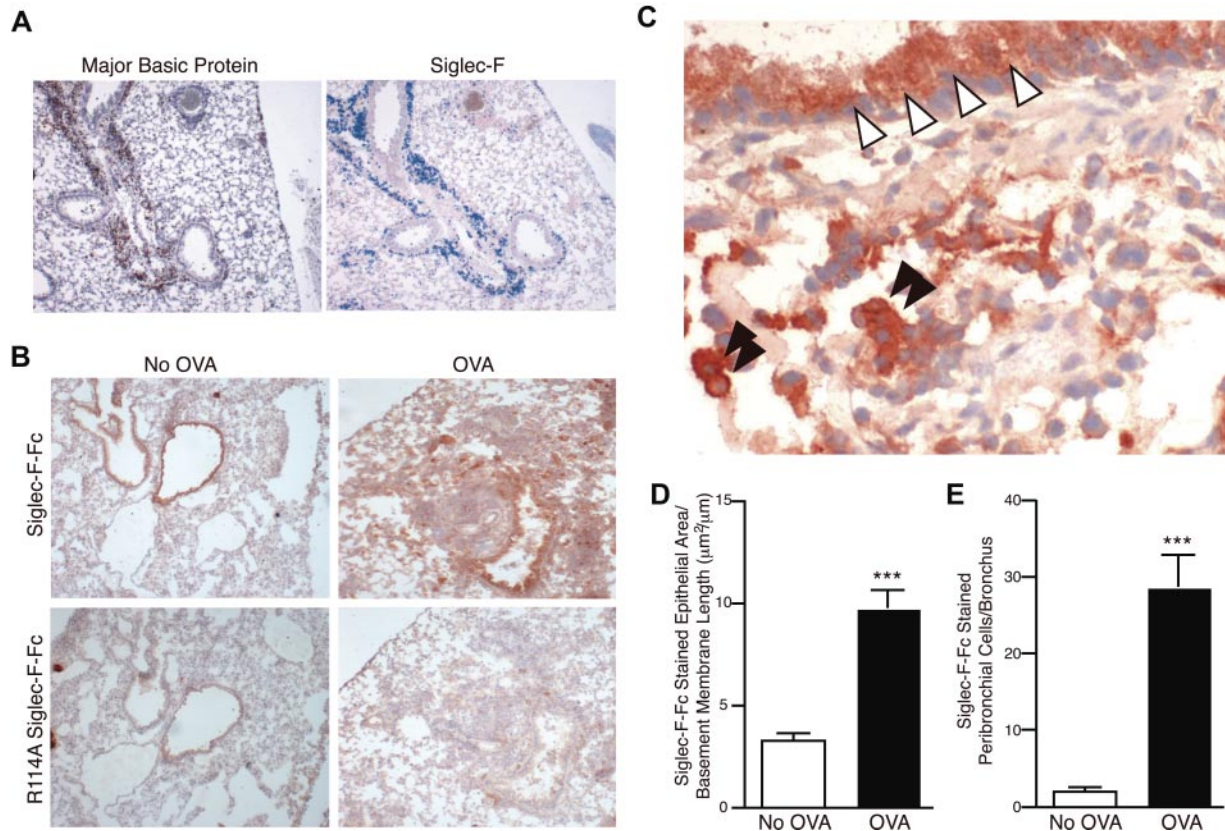 A
Major Basic Protein
Siglec-F
B
No OVA
OVA
Siglec-F-Fc
R114A Siglec-F-Fc
C
D
Siglec-F-Fc Stained Epithelial Area/
Basement Membrane Length (μm²/μm)
15
10
5
0
***
No OVA
OVA
E
Siglec-F-Fc Stained
Peribronchial Cells/Bronchus
40
30
20
10
0
***
No OVA
OVA